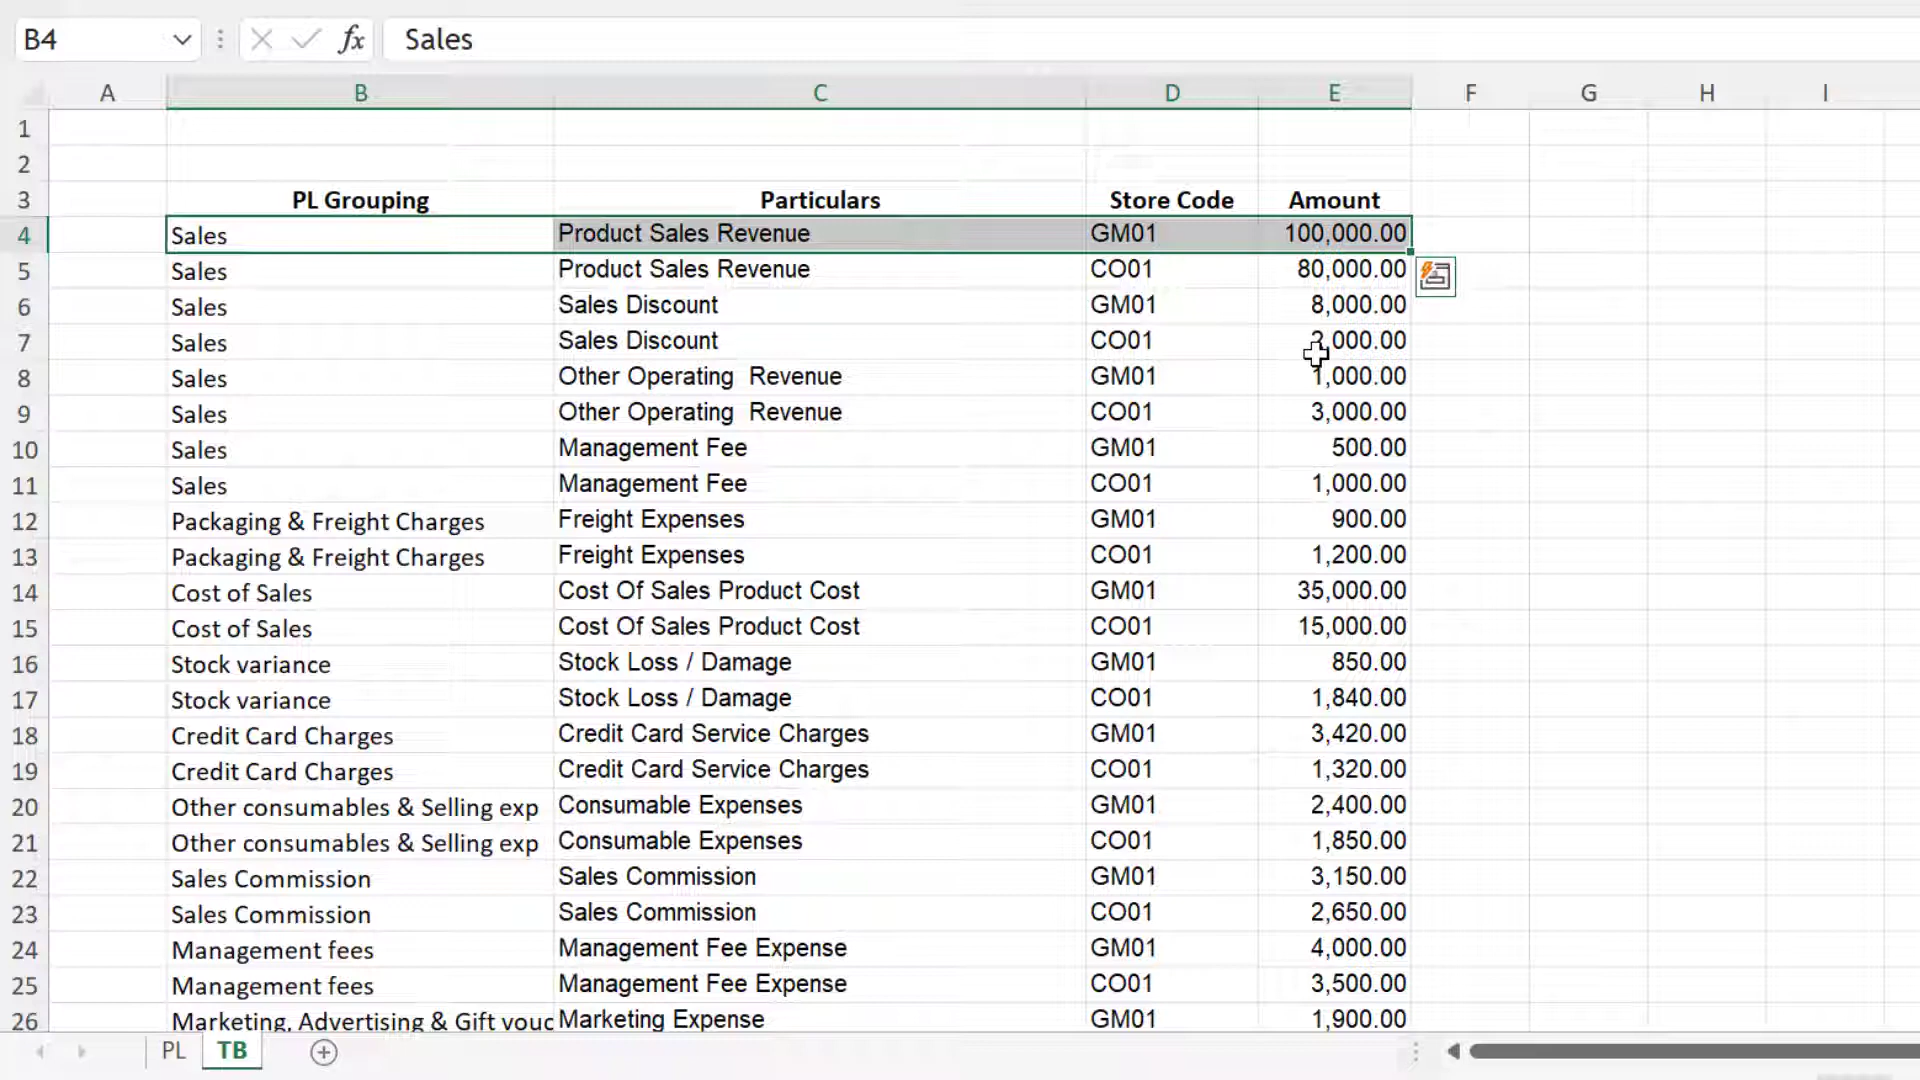 B4 fx Sales
A B C D E F G H I
1
2
3 PL Grouping Particulars Store Code Amount
4 Sales Product Sales Revenue GM01 100,000.00
5 Sales Product Sales Revenue CO01 80,000.00
6 Sales Sales Discount GM01 8,000.00
7 Sales Sales Discount CO01 ,000.00
8 Sales Other Operating  Revenue GM01 1,000.00
9 Sales Other Operating  Revenue CO01 3,000.00
10 Sales Management Fee GM01 500.00
11 Sales Management Fee CO01 1,000.00
12 Packaging & Freight Charges Freight Expenses GM01 900.00
13 Packaging & Freight Charges Freight Expenses CO01 1,200.00
14 Cost of Sales Cost Of Sales Product Cost GM01 35,000.00
15 Cost of Sales Cost Of Sales Product Cost CO01 15,000.00
16 Stock variance Stock Loss / Damage GM01 850.00
17 Stock variance Stock Loss / Damage CO01 1,840.00
18 Credit Card Charges Credit Card Service Charges GM01 3,420.00
19 Credit Card Charges Credit Card Service Charges CO01 1,320.00
20 Other consumables & Selling exp Consumable Expenses GM01 2,400.00
21 Other consumables & Selling exp Consumable Expenses CO01 1,850.00
22 Sales Commission Sales Commission GM01 3,150.00
23 Sales Commission Sales Commission CO01 2,650.00
24 Management fees Management Fee Expense GM01 4,000.00
25 Management fees Management Fee Expense CO01 3,500.00
26 Marketing, Advertising & Gift vouc Marketing Expense GM01 1,900.00
PL TB